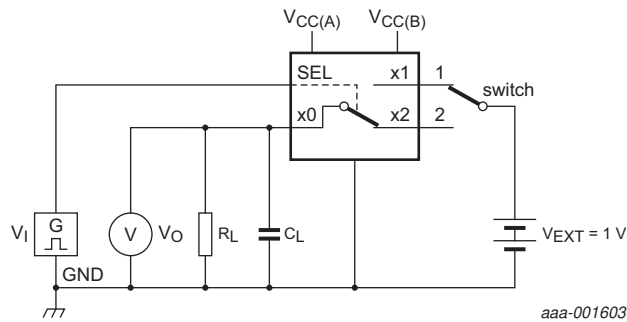 VCC(A) VCC(B)
SEL x1 1
switch
x0 x2 2
G
VI V VO RL CL VEXT = 1 V
GND
aaa-001603